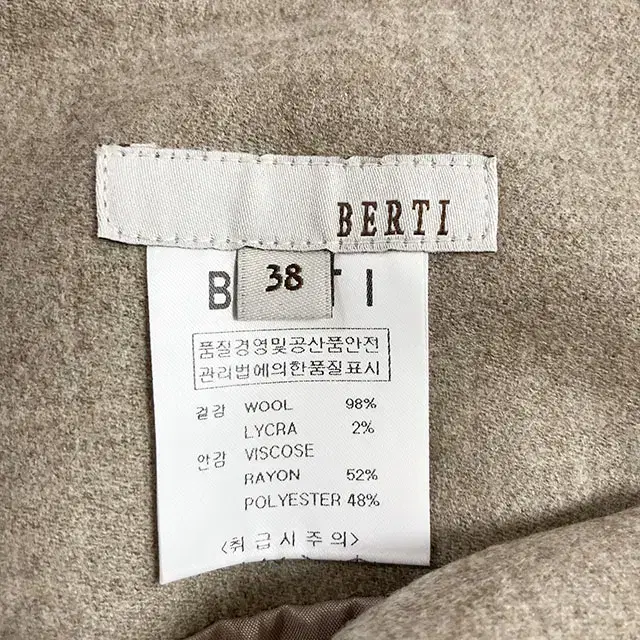 BERTI
38
B TI
품질경영및공산품안전
관리법에의한품질표시
겉감 WOOL 98%
LYCRA 2%
안감 VISCOSE
RAYON 52%
POLYESTER 48%
<취급시주의>